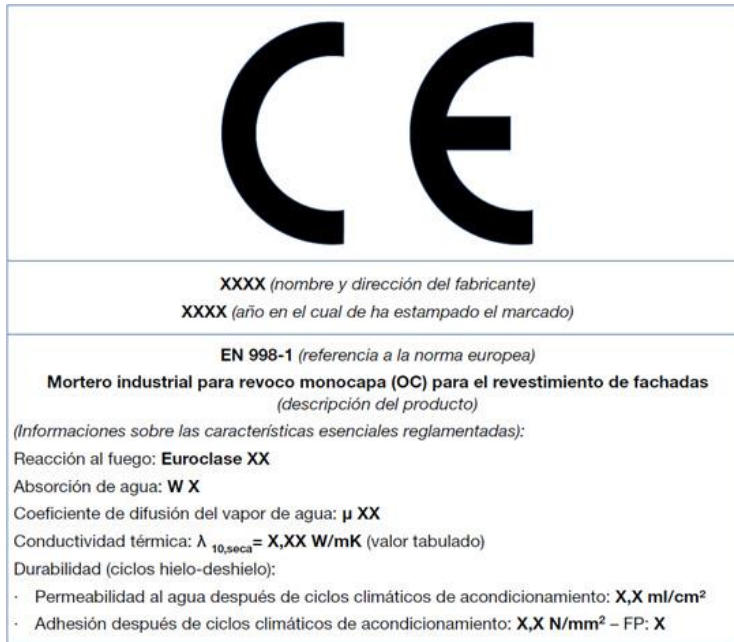 CE
XXXX (nombre y dirección del fabricante)
XXXX (año en el cual de ha estampado el marcado)
EN 998-1 (referencia a la norma europea)
Mortero industrial para revoco monocapa (OC) para el revestimiento de fachadas
(descripción del producto)
(Informaciones sobre las características esenciales reglamentadas):
Reacción al fuego: Euroclase XX
Absorción de agua: W X
Coeficiente de difusión del vapor de agua: μ XX
Conductividad térmica: λ 10,seca= X,XX W/mK (valor tabulado)
Durabilidad (ciclos hielo-deshielo):
· Permeabilidad al agua después de ciclos climáticos de acondicionamiento: X,X ml/cm²
· Adhesión después de ciclos climáticos de acondicionamiento: X,X N/mm² – FP: X